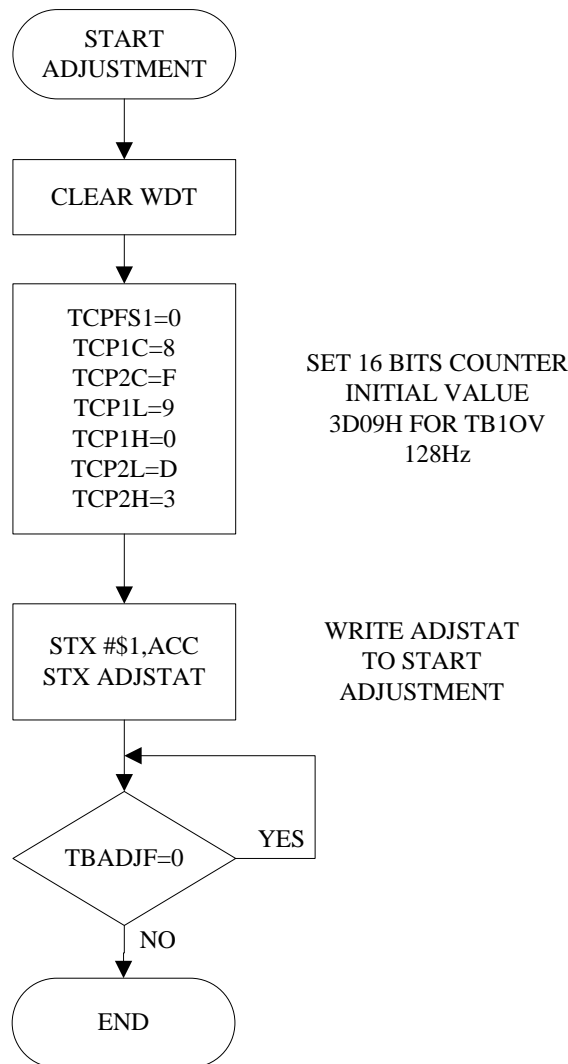 START
ADJUSTMENT
CLEAR WDT
TCPFS1=0
TCP1C=8
TCP2C=F
TCP1L=9
TCP1H=0
TCP2L=D
TCP2H=3
SET 16 BITS COUNTER
INITIAL VALUE
3D09H FOR TB1OV
128Hz
STX #$1,ACC
STX ADJSTAT
WRITE ADJSTAT
TO START
ADJUSTMENT
TBADJF=0
YES
NO
END